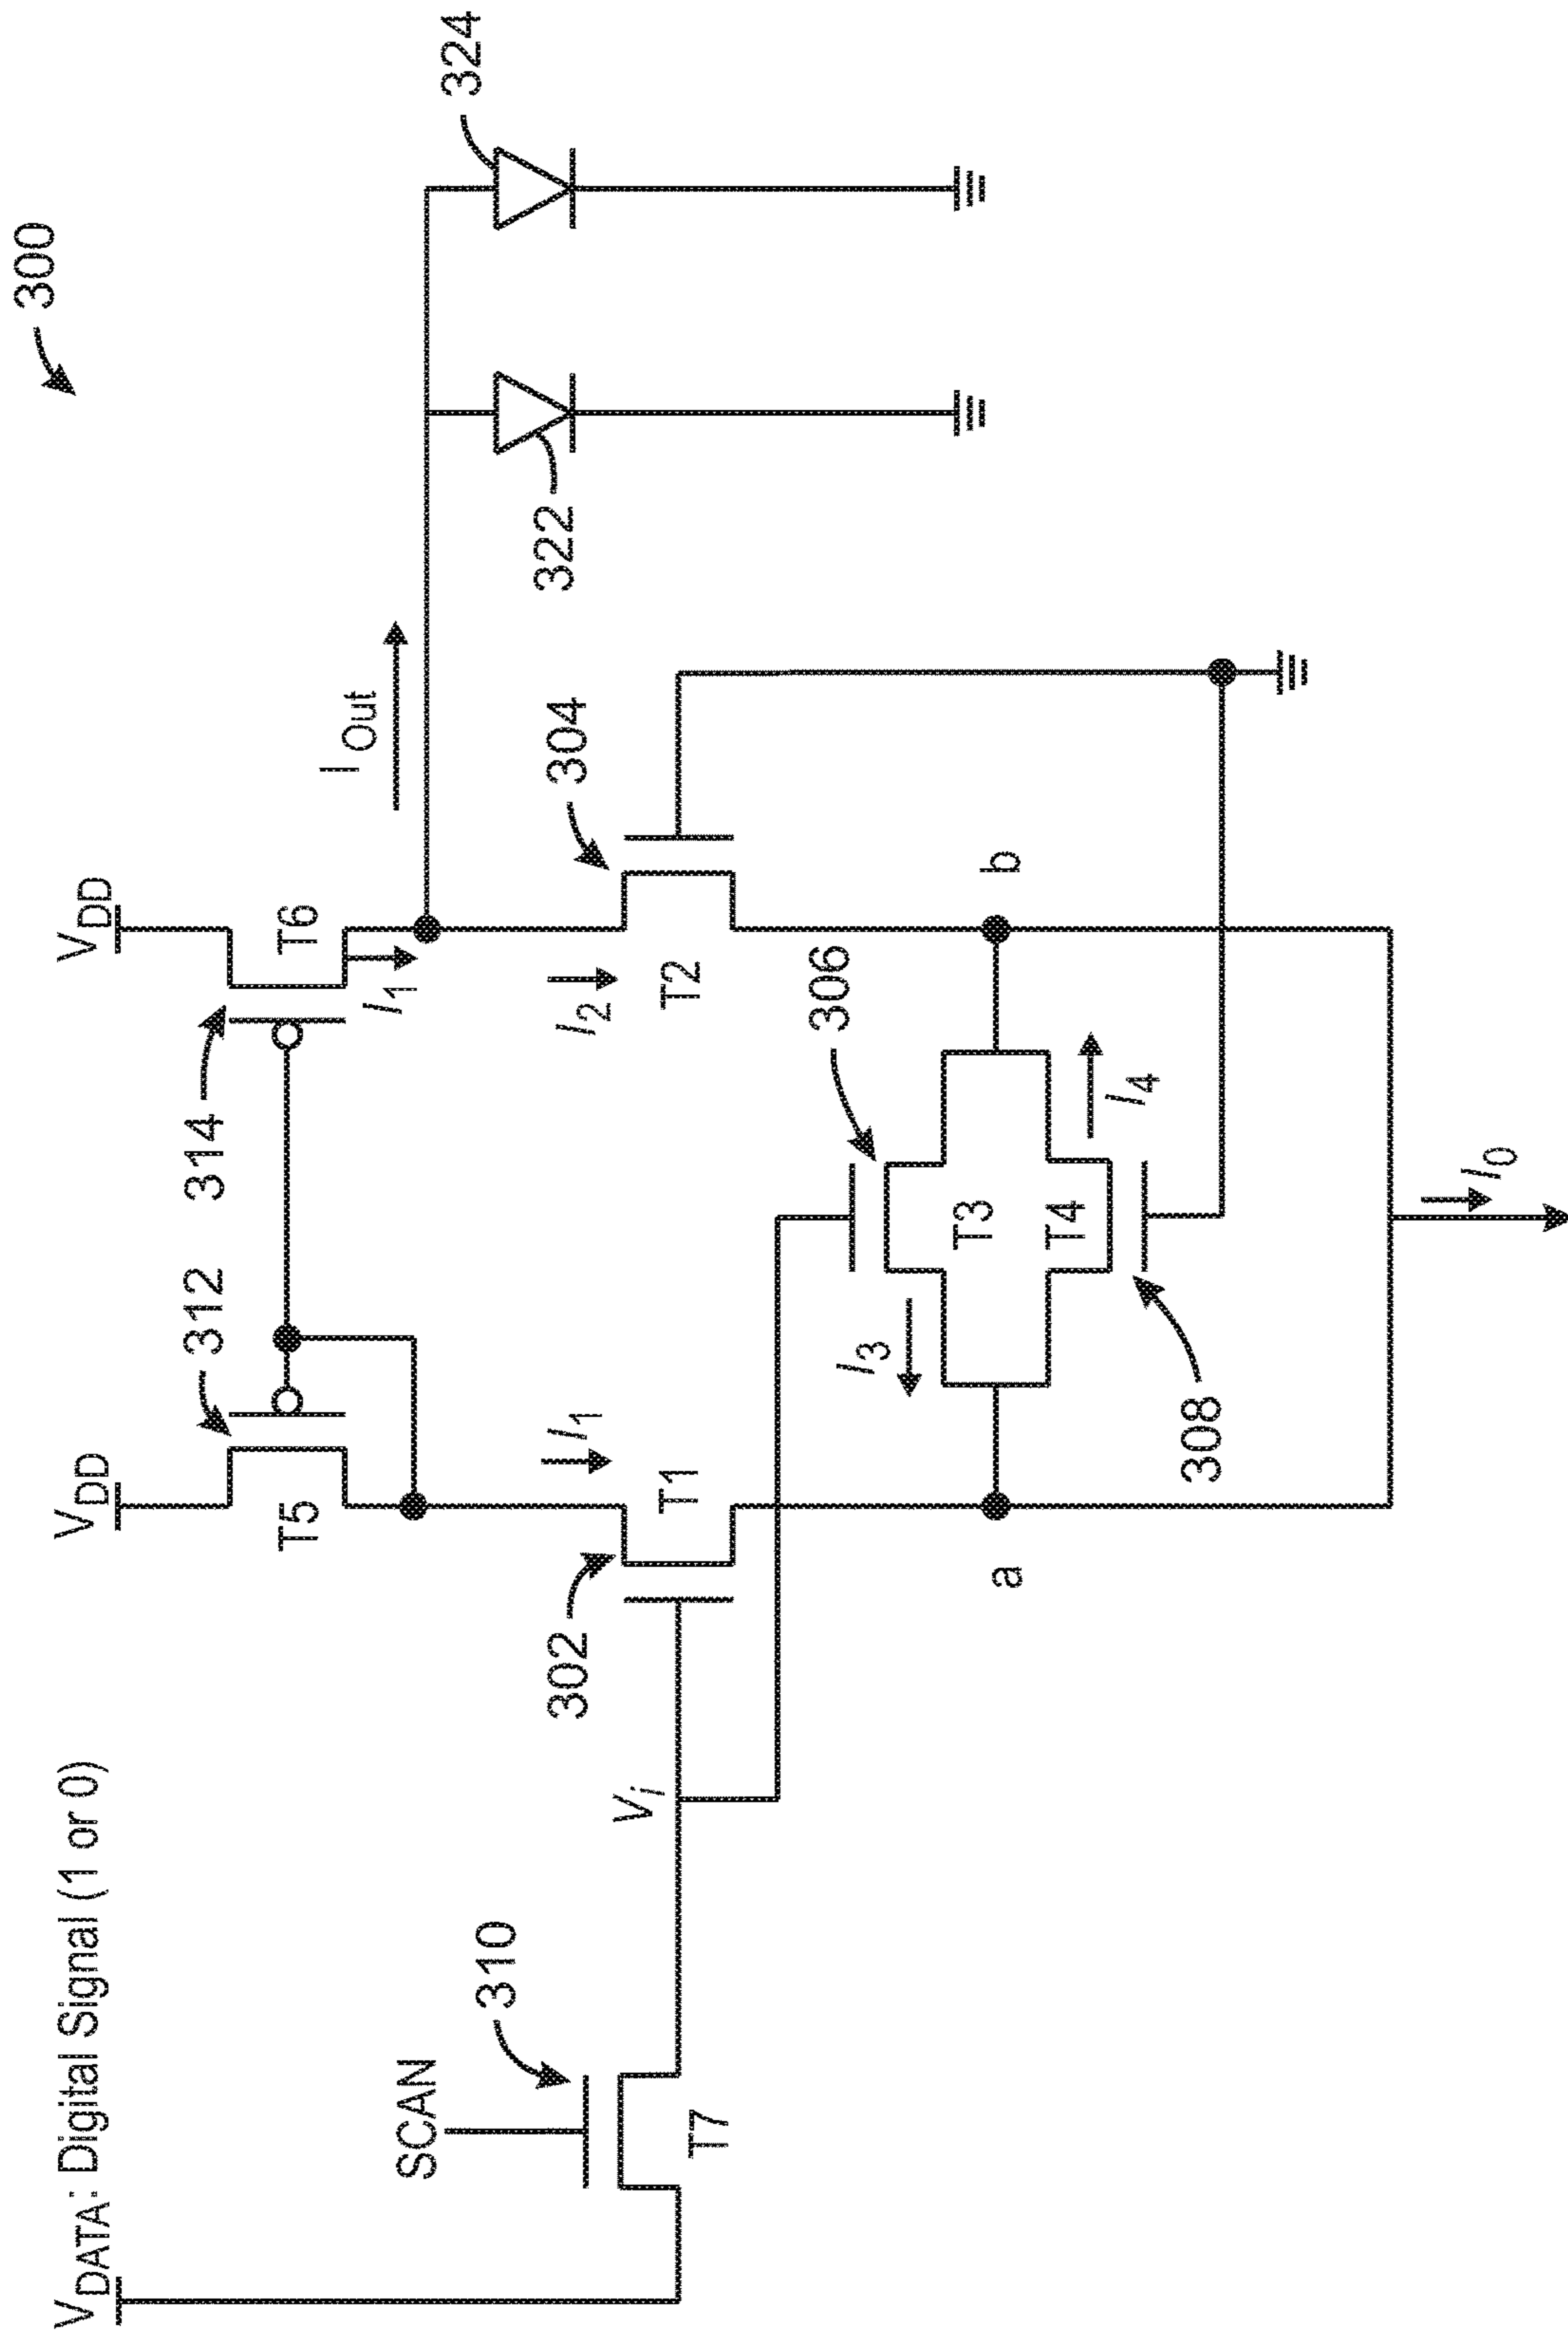 300
V_DATA: Digital Signal (1 or 0)
V_DD
V_DD
312
314
T5
T6
I_1
I_Out
324
SCAN
310
T7
V_i
302
I_1
T1
I_2
T2
304
322
306
a
b
I_3
T3
T4
I_4
308
I_0